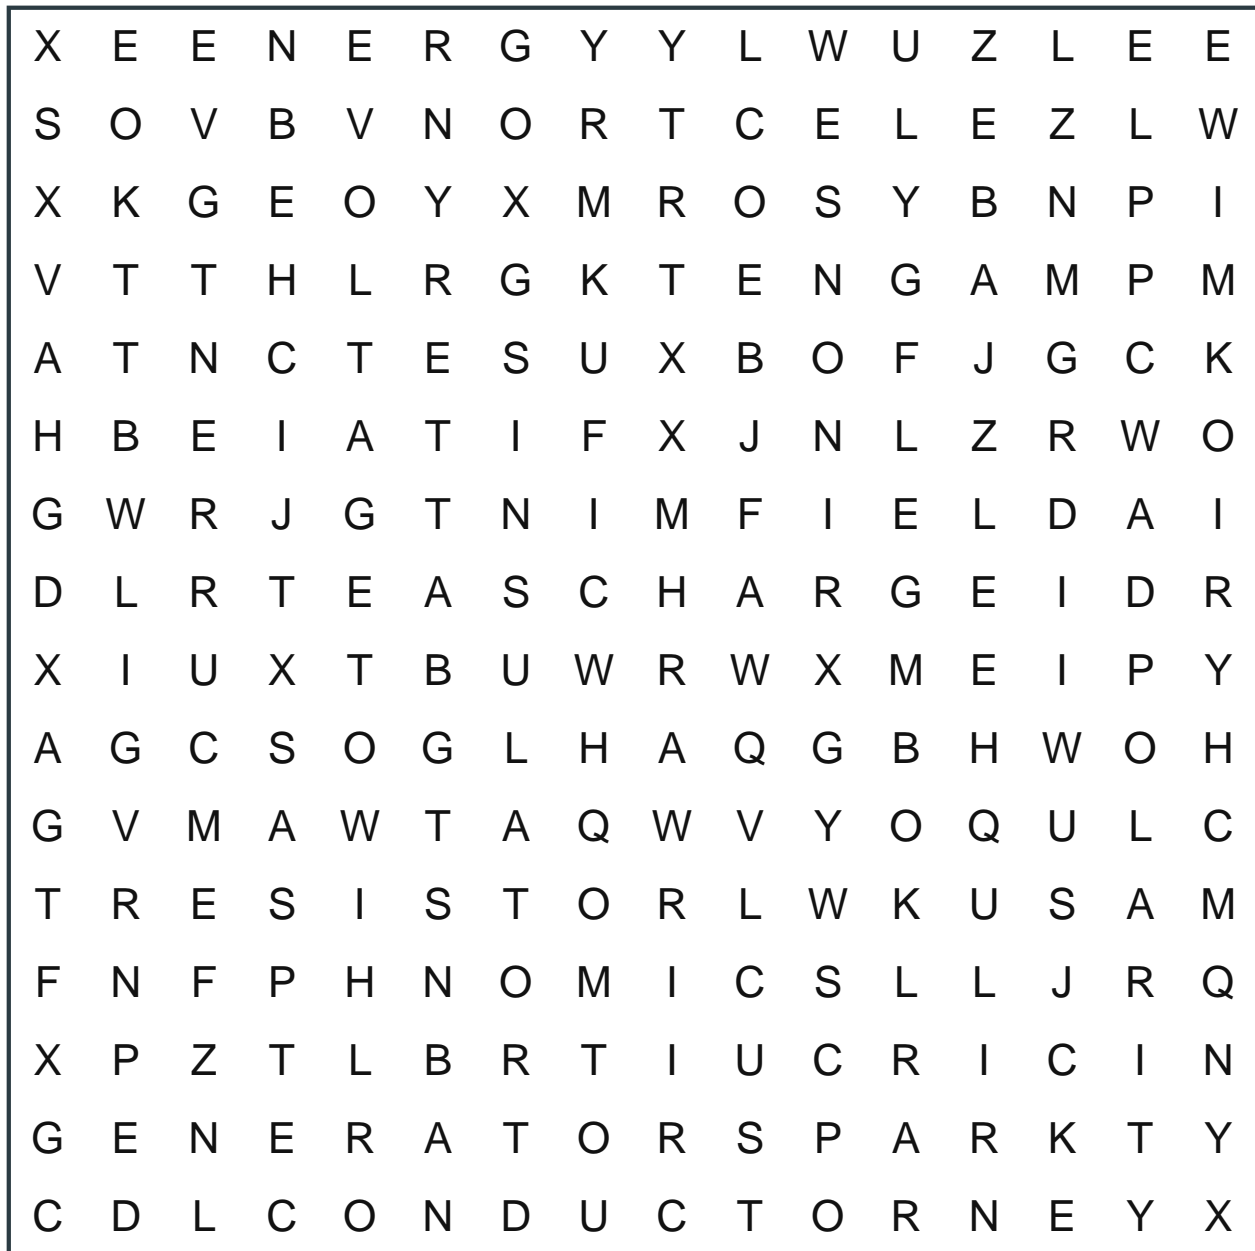 X E E N E R G Y Y L W U Z L E E
S O V B V N O R T C E L E Z L W
X K G E O Y X M R O S Y B N P I
V T T H L R G K T E N G A M P M
A T N C T E S U X B O F J G C K
H B E I A T I F X J N L Z R W O
G W R J G T N I M F I E L D A I
D L R T E A S C H A R G E I D R
X I U X T B U W R W X M E I P Y
A G C S O G L H A Q G B H W O H
G V M A W T A Q W V Y O Q U L C
T R E S I S T O R L W K U S A M
F N F P H N O M I C S L L J R Q
X P Z T L B R T I U C R I C I N
G E N E R A T O R S P A R K T Y
C D L C O N D U C T O R N E Y X